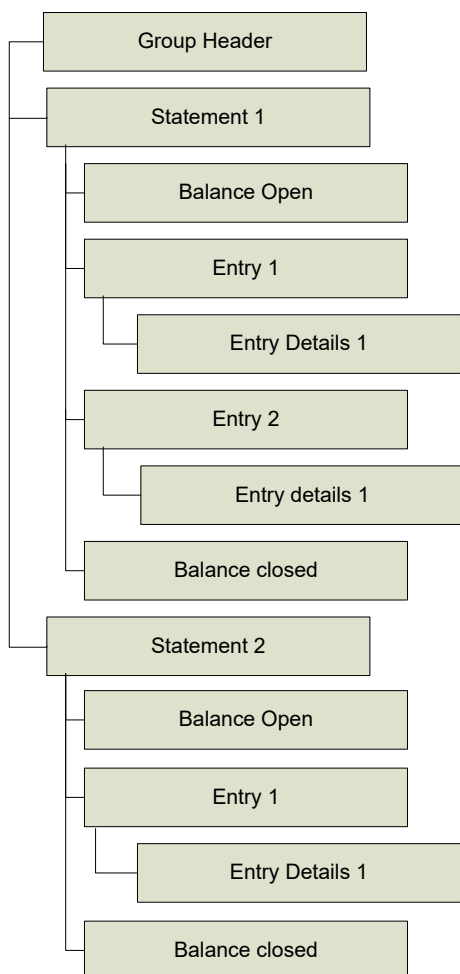 Group Header
Statement 1
Balance Open
Entry 1
Entry Details 1
Entry 2
Entry details 1
Balance closed
Statement 2
Balance Open
Entry 1
Entry Details 1
Balance closed